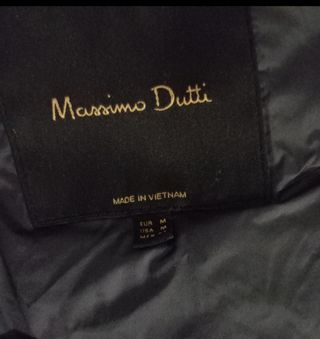 Massimo Dutti
MADE IN VIETNAM
EUR M
USA M